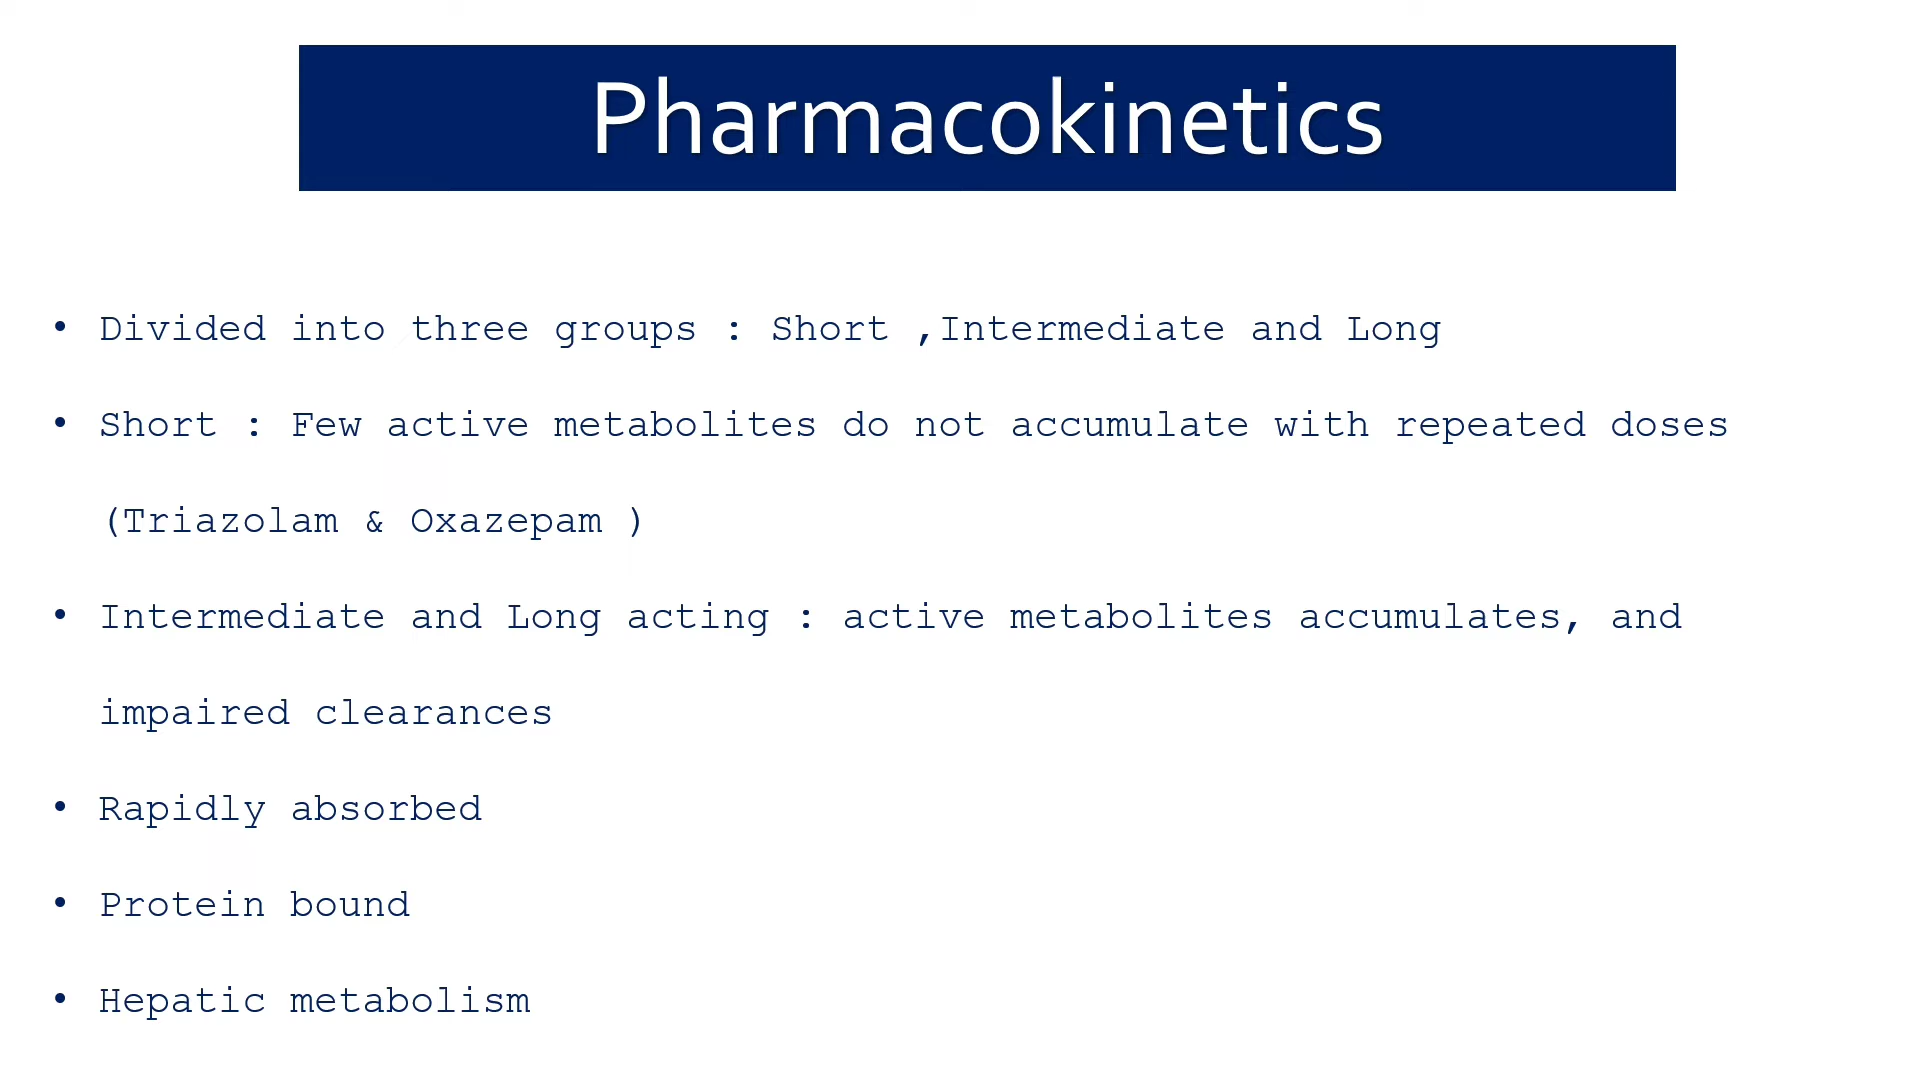 Pharmacokinetics
• Divided into three groups : Short ,Intermediate and Long
• Short : Few active metabolites do not accumulate with repeated doses
(Triazolam & Oxazepam )
• Intermediate and Long acting : active metabolites accumulates, and
impaired clearances
• Rapidly absorbed
• Protein bound
• Hepatic metabolism